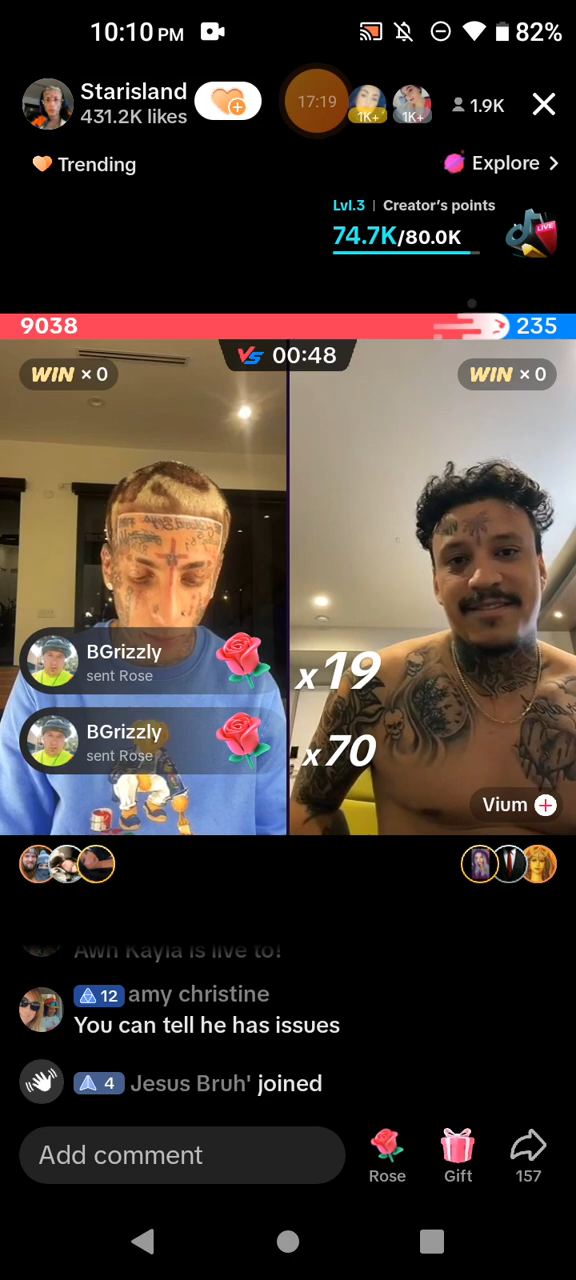 10:10 PM 82%
Starisland
431.2K likes
17:19
1K+
1K+
1.9K
Trending
Explore
Lvl.3 | Creator's points
74.7K/80.0K
LIVE
9038
235
VS 00:48
WIN × 0
WIN × 0
BGrizzly
sent Rose
x19
BGrizzly
sent Rose
x70
Vium
Awh Kayla is live to!
12 amy christine
You can tell he has issues
4 Jesus Bruh' joined
Add comment
Rose
Gift
157